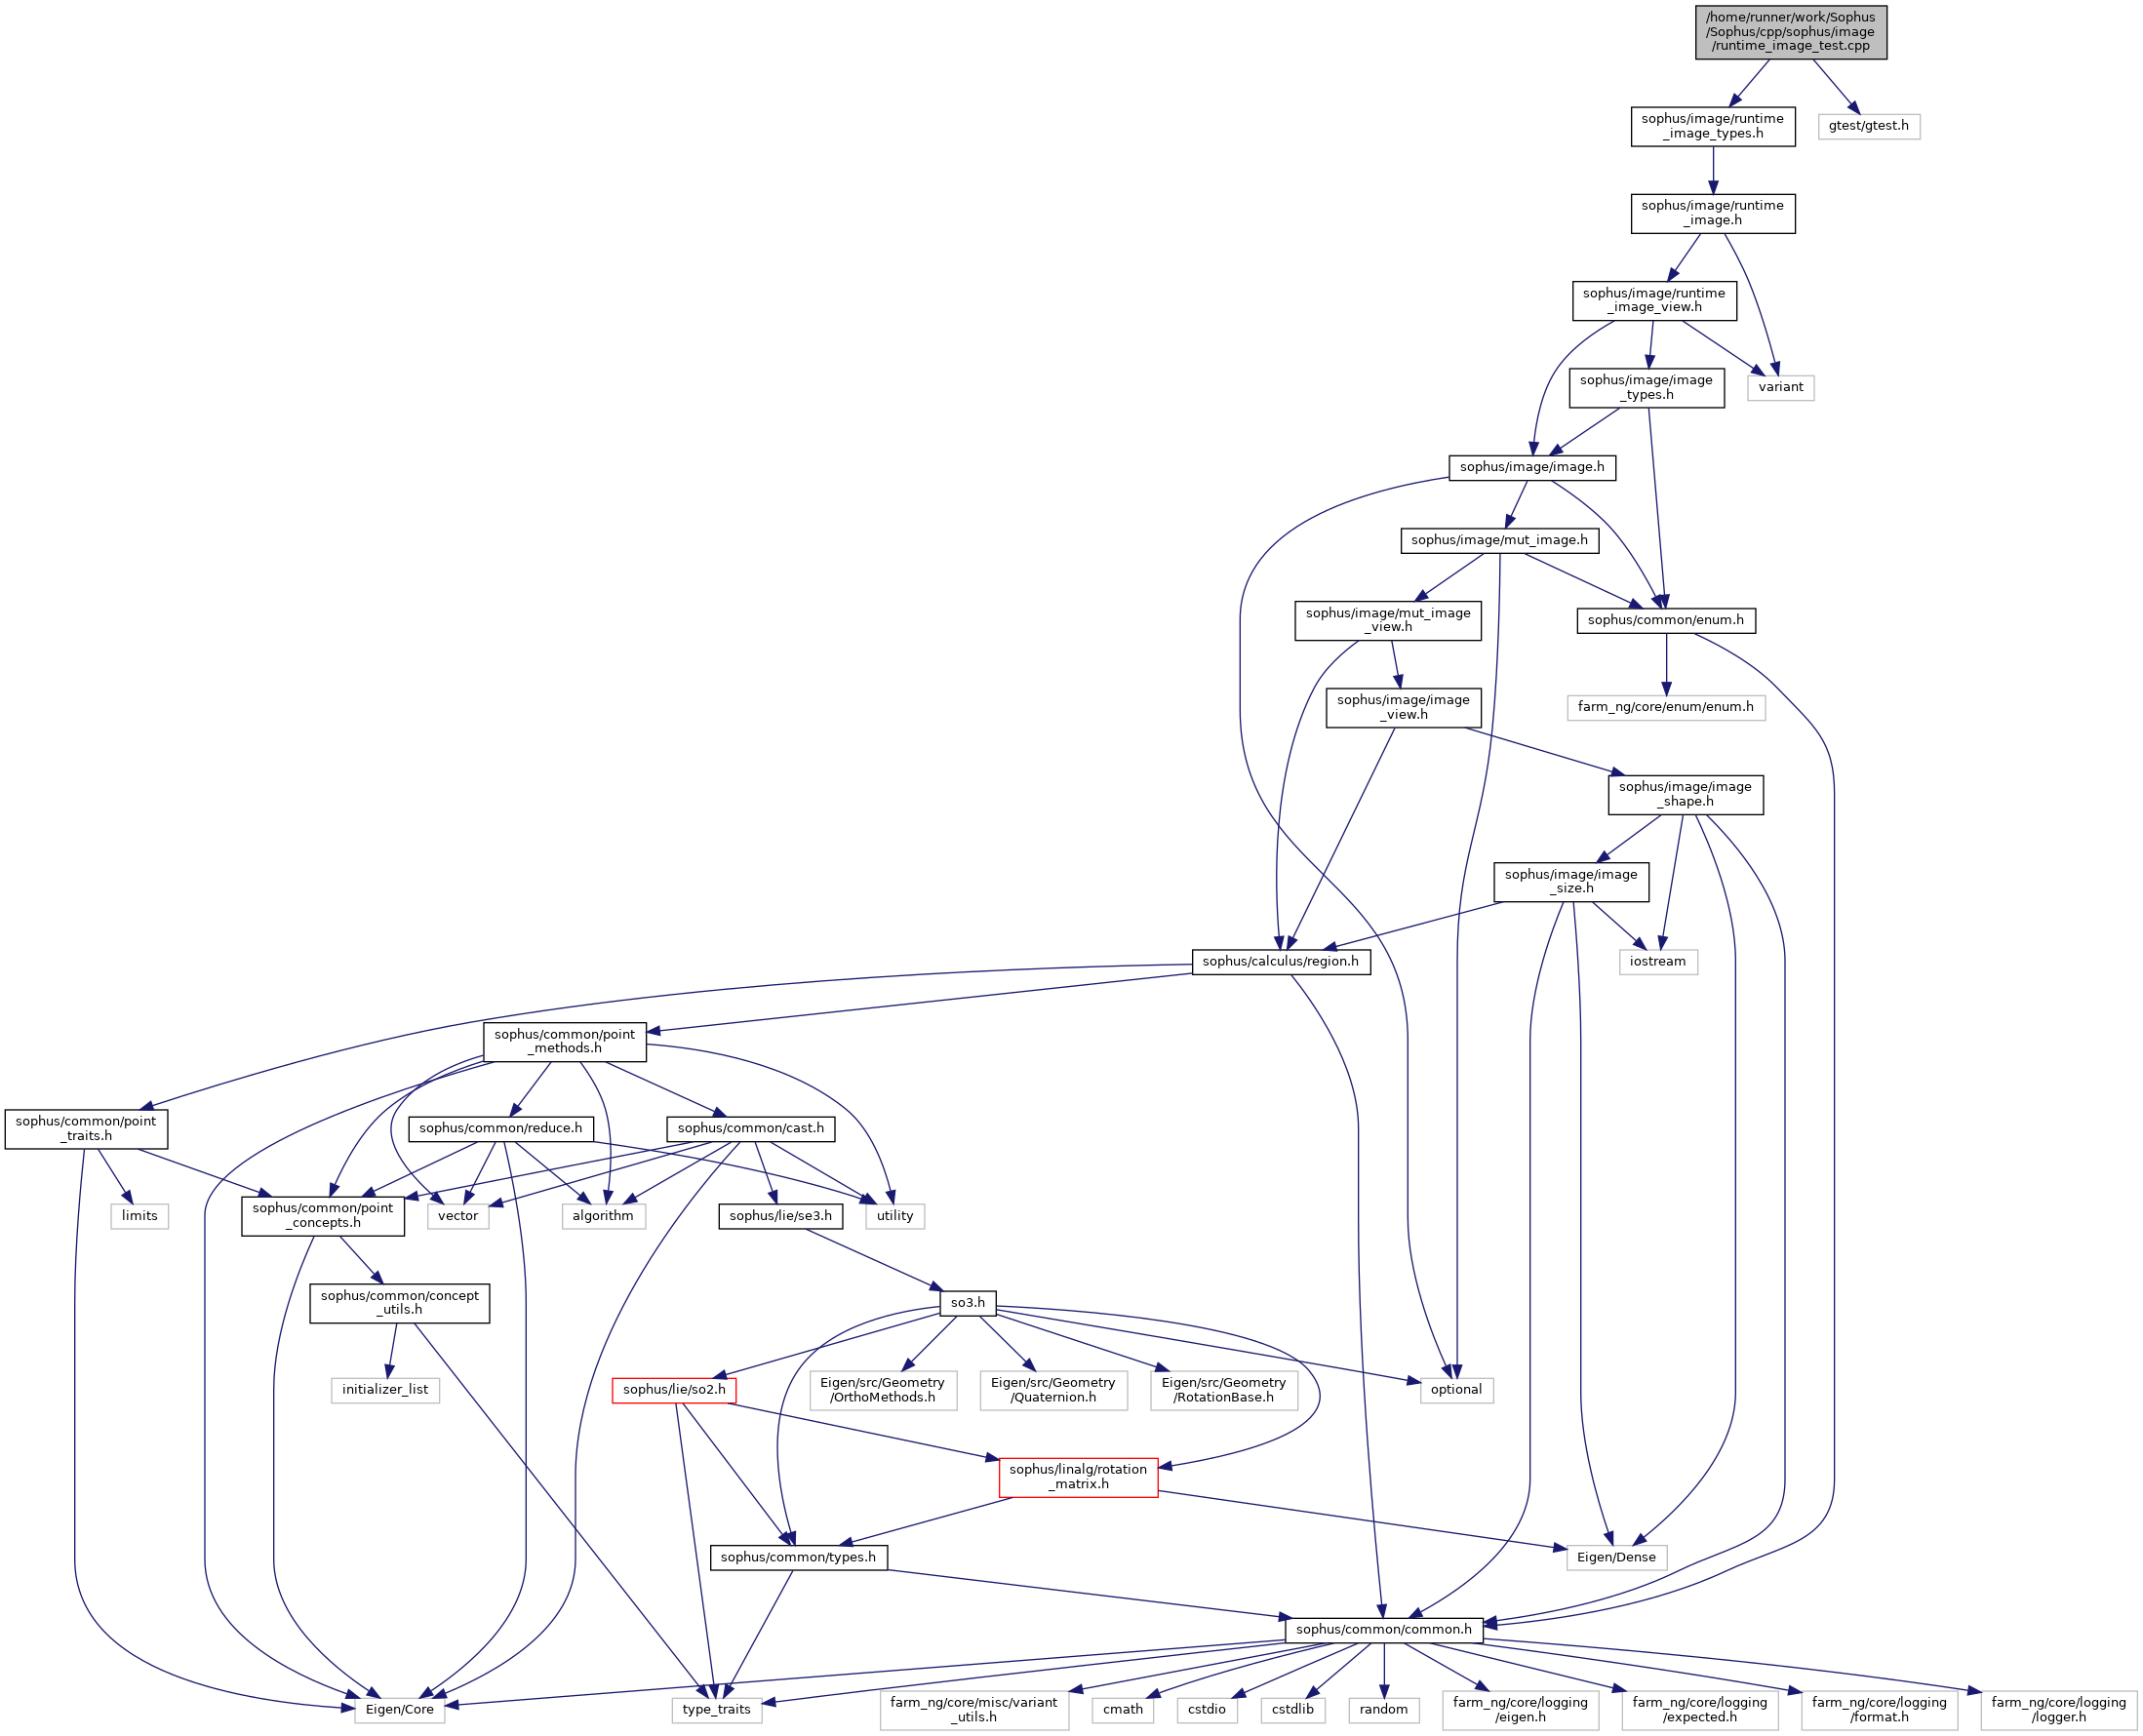 /home/runner/work/Sophus
/Sophus/cpp/sophus/image
/runtime_image_test.cpp
sophus/image/runtime
_image_types.h
gtest/gtest.h
sophus/image/runtime
_image.h
sophus/image/runtime
_image_view.h
sophus/image/image
_types.h
variant
sophus/image/image.h
sophus/image/mut_image.h
sophus/image/mut_image
_view.h
sophus/common/enum.h
sophus/image/image
_view.h
farm_ng/core/enum/enum.h
sophus/image/image
_shape.h
sophus/image/image
_size.h
sophus/calculus/region.h
iostream
sophus/common/point
_methods.h
sophus/common/point
_traits.h
sophus/common/reduce.h
sophus/common/cast.h
limits
sophus/common/point
_concepts.h
vector
algorithm
sophus/lie/se3.h
utility
sophus/common/concept
_utils.h
so3.h
initializer_list
sophus/lie/so2.h
Eigen/src/Geometry
/OrthoMethods.h
Eigen/src/Geometry
/Quaternion.h
Eigen/src/Geometry
/RotationBase.h
optional
sophus/linalg/rotation
_matrix.h
sophus/common/types.h
Eigen/Dense
sophus/common/common.h
Eigen/Core
type_traits
farm_ng/core/misc/variant
_utils.h
cmath
cstdio
cstdlib
random
farm_ng/core/logging
/eigen.h
farm_ng/core/logging
/expected.h
farm_ng/core/logging
/format.h
farm_ng/core/logging
/logger.h